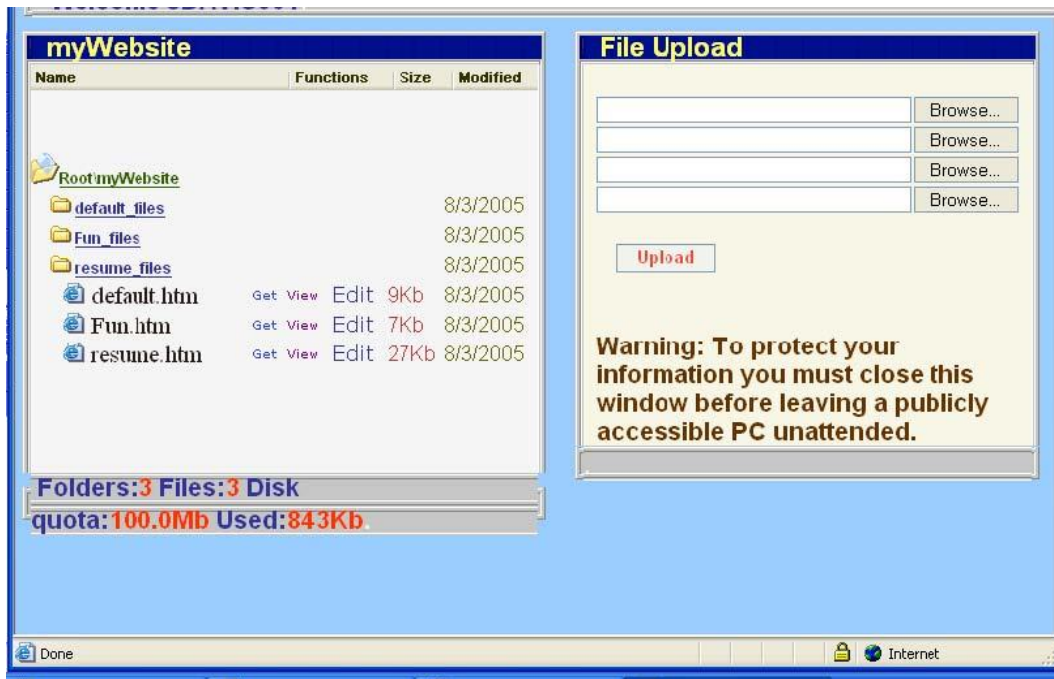 myWebsite
Name Functions Size Modified
Root\myWebsite
default_files 8/3/2005
Fun_files 8/3/2005
resume_files 8/3/2005
default.htm Get View Edit 9Kb 8/3/2005
Fun.htm Get View Edit 7Kb 8/3/2005
resume.htm Get View Edit 27Kb 8/3/2005
Folders:3 Files:3 Disk
quota:100.0Mb Used:843Kb.
File Upload
Browse...
Browse...
Browse...
Browse...
Upload
Warning: To protect your
information you must close this
window before leaving a publicly
accessible PC unattended.
Done
Internet